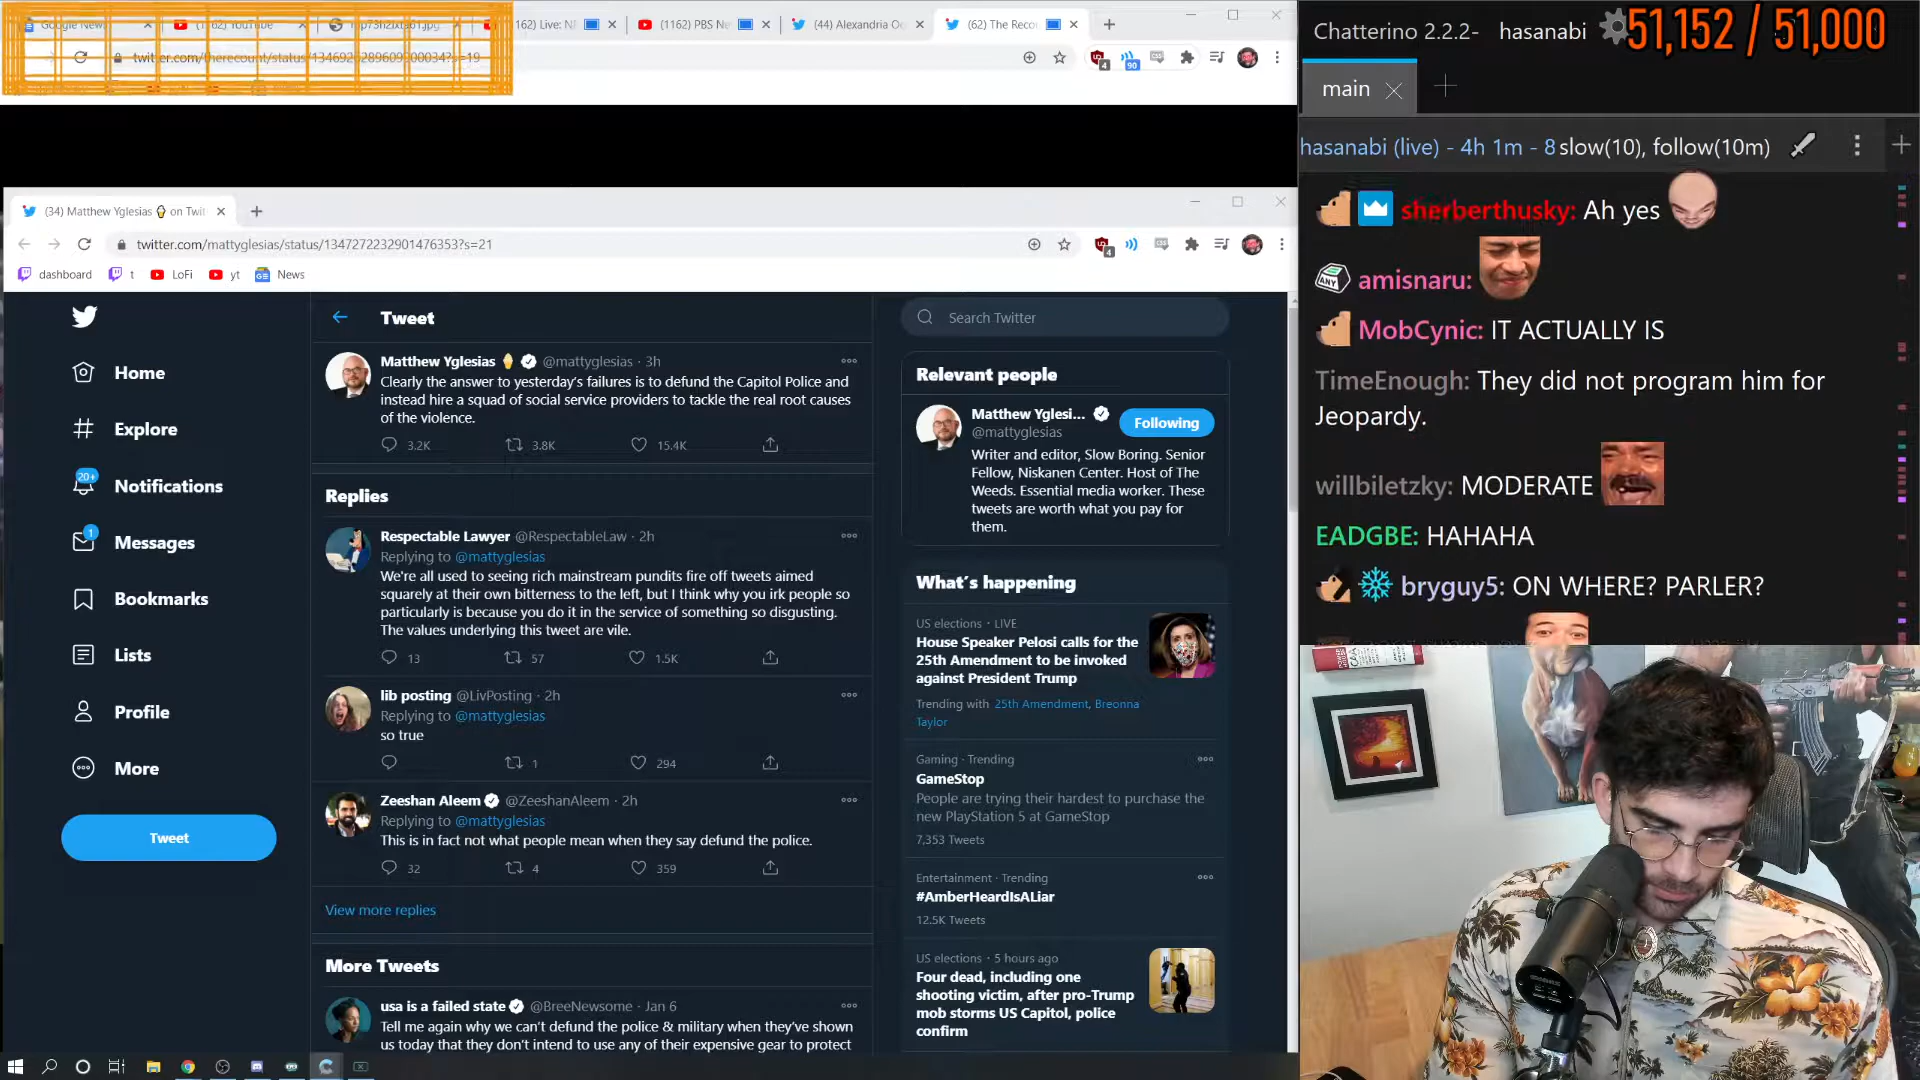 Google News
(1162) YouTube
162) Live: N
(1162) PBS Ne
(44) Alexandria Oc
(62) The Reco
twitter.com/therecount/status/
?s=19
4
90
(34) Matthew Yglesias on Twit
twitter.com/mattyglesias/status/1347272232901476353?s=21
4
dashboard
t
LoFi
yt
News
Home
Explore
20+
Notifications
1
Messages
Bookmarks
Lists
Profile
More
Tweet
Tweet
Matthew Yglesias @mattyglesias · 3h
Clearly the answer to yesterday's failures is to defund the Capitol Police and
instead hire a squad of social service providers to tackle the real root causes
of the violence.
3.2K 3.8K 15.4K
Replies
Respectable Lawyer @RespectableLaw · 2h
Replying to @mattyglesias
We're all used to seeing rich mainstream pundits fire off tweets aimed
squarely at their own bitterness to the left, but I think why you irk people so
particularly is because you do it in the service of something so disgusting.
The values underlying this tweet are vile.
13 57 1.5K
lib posting @LivPosting · 2h
Replying to @mattyglesias
so true
1 294
Zeeshan Aleem @ZeeshanAleem · 2h
Replying to @mattyglesias
This is in fact not what people mean when they say defund the police.
32 4 359
View more replies
More Tweets
usa is a failed state @BreeNewsome · Jan 6
Tell me again why we can't defund the police & military when they've shown
us today that they don't intend to use any of their expensive gear to protect
Search Twitter
Relevant people
Matthew Yglesi...
@mattyglesias
Following
Writer and editor, Slow Boring. Senior
Fellow, Niskanen Center. Host of The
Weeds. Essential media worker. These
tweets are worth what you pay for
them.
What's happening
US elections · LIVE
House Speaker Pelosi calls for the
25th Amendment to be invoked
against President Trump
Trending with 25th Amendment, Breonna
Taylor
Gaming · Trending
GameStop
People are trying their hardest to purchase the
new PlayStation 5 at GameStop
7,353 Tweets
Entertainment · Trending
#AmberHeardIsALiar
12.5K Tweets
US elections · 5 hours ago
Four dead, including one
shooting victim, after pro-Trump
mob storms US Capitol, police
confirm
Chatterino 2.2.2- hasanabi
51,152 / 51,000
main
hasanabi (live) - 4h 1m - 8 slow(10), follow(10m)
sherberthusky: Ah yes
ANY
amisnaru:
MobCynic: IT ACTUALLY IS
TimeEnough: They did not program him for
Jeopardy.
willbiletzky: MODERATE
EADGBE: HAHAHA
bryguy5: ON WHERE? PARLER?